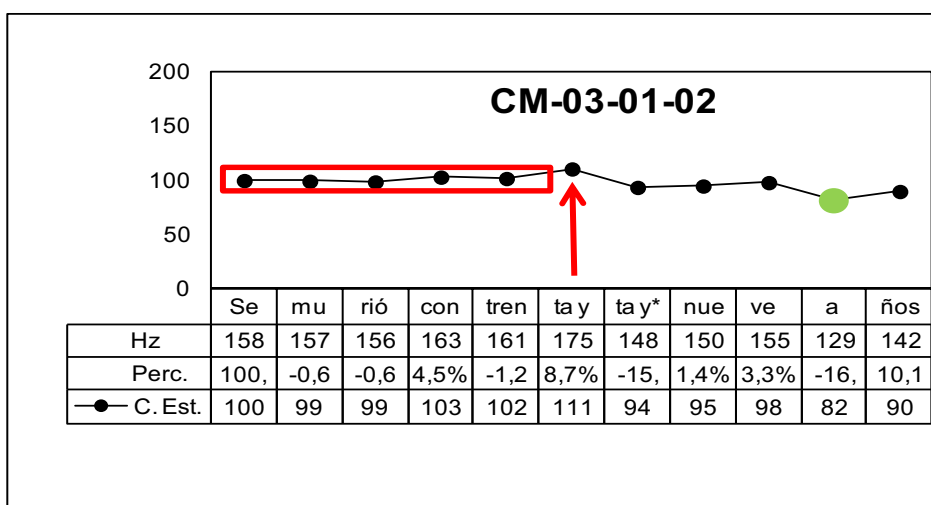 CM-03-01-02
200
150
100
50
0
Se mu rió con tren ta y ta y* nue ve a ños
Hz 158 157 156 163 161 175 148 150 155 129 142
Perc. 100, -0,6 -0,6 4,5% -1,2 8,7% -15, 1,4% 3,3% -16, 10,1
C. Est. 100 99 99 103 102 111 94 95 98 82 90